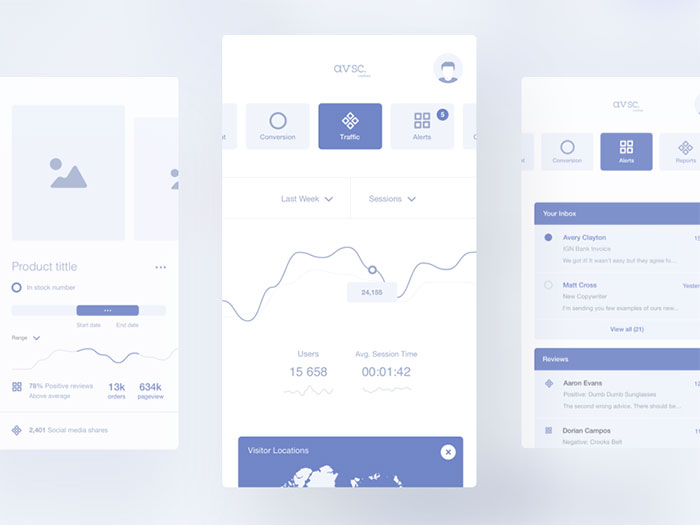 Product tittle
In stock number
Start date
End date
Range
78% Positive reviews
Above average
13k
orders
634k
pageview
2,401 Social media shares
avsc.
Conversion
Traffic
Alerts
5
Last Week
Sessions
24,155
Users
15 658
Avg. Session Time
00:01:42
Visitor Locations
avsc.
Conversion
Alerts
Reports
Your Inbox
Avery Clayton
IGN Bank Invoice
We got it! It wasn't easy but they agree fo...
Matt Cross
Yester
New Copywriter
I'm sending you few examples of oure new...
View all (21)
Reviews
Aaron Evans
Positive: Dumb Dumb Sunglasses
The second wrong advice. There should be...
Dorian Campos
Negative: Crooks Belt